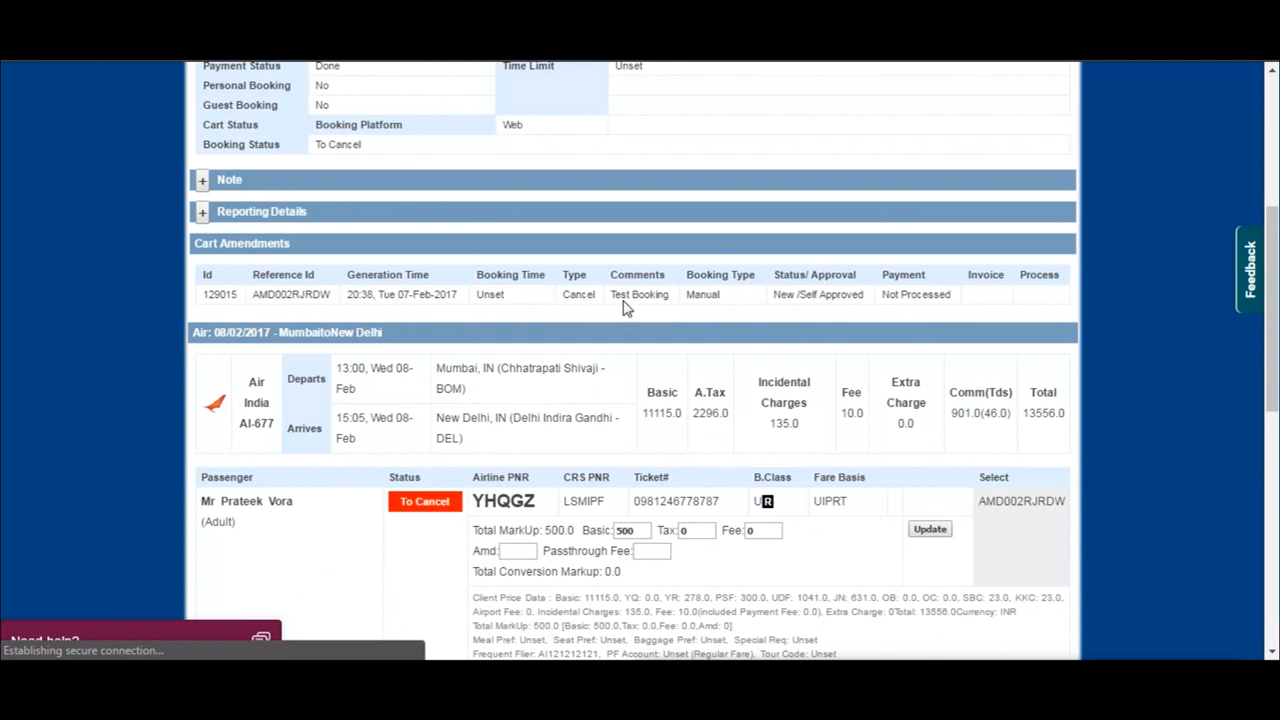 Payment Status Done Time Limit Unset
Personal Booking No
Guest Booking No
Cart Status Booking Platform Web
Booking Status To Cancel
+ Note
+ Reporting Details
Cart Amendments
Id Reference Id Generation Time Booking Time Type Comments Booking Type Status/ Approval Payment Invoice Process
129015 AMD002RJRDW 20:38, Tue 07-Feb-2017 Unset Cancel Test Booking Manual New /Self Approved Not Processed
Air: 08/02/2017 - MumbaitoNew Delhi
Air India AI-677
Departs 13:00, Wed 08-Feb Mumbai, IN (Chhatrapati Shivaji - BOM)
Arrives 15:05, Wed 08-Feb New Delhi, IN (Delhi Indira Gandhi - DEL)
Basic A.Tax Incidental Charges Fee Extra Charge Comm(Tds) Total
11115.0 2296.0 135.0 10.0 0.0 901.0(46.0) 13556.0
Passenger Status Airline PNR CRS PNR Ticket# B.Class Fare Basis Select
Mr Prateek Vora To Cancel YHQGZ LSMIPF 0981246778787 U R UIPRT AMD002RJRDW
(Adult)
Total MarkUp: 500.0 Basic: 500 Tax: 0 Fee: 0 Update
Amd: Passthrough Fee:
Total Conversion Markup: 0.0
Client Price Data : Basic: 11115.0, YQ: 0.0, YR: 278.0, PSF: 300.0, UDF: 1041.0, JN: 631.0, OB: 0.0, OC: 0.0, SBC: 23.0, KKC: 23.0,
Airport Fee: 0, Incidental Charges: 135.0, Fee: 10.0(included Payment Fee: 0.0), Extra Charge: 0Total: 13556.0Currency: INR
Total MarkUp: 500.0 [Basic: 500.0,Tax: 0.0,Fee: 0.0,Amd: 0]
Meal Pref: Unset, Seat Pref: Unset, Baggage Pref: Unset, Special Req: Unset
Frequent Flier: AI121212121, PF Account: Unset (Regular Fare), Tour Code: Unset
Need help?
Establishing secure connection...
Feedback